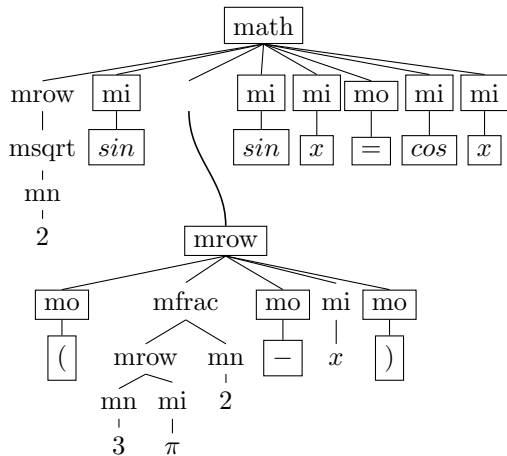 math
mrow mi mi mi mo mi mi
msqrt sin sin x = cos x
mn
2
mrow
mo mfrac mo mi mo
( mrow mn − x )
mn mi 2
3 π